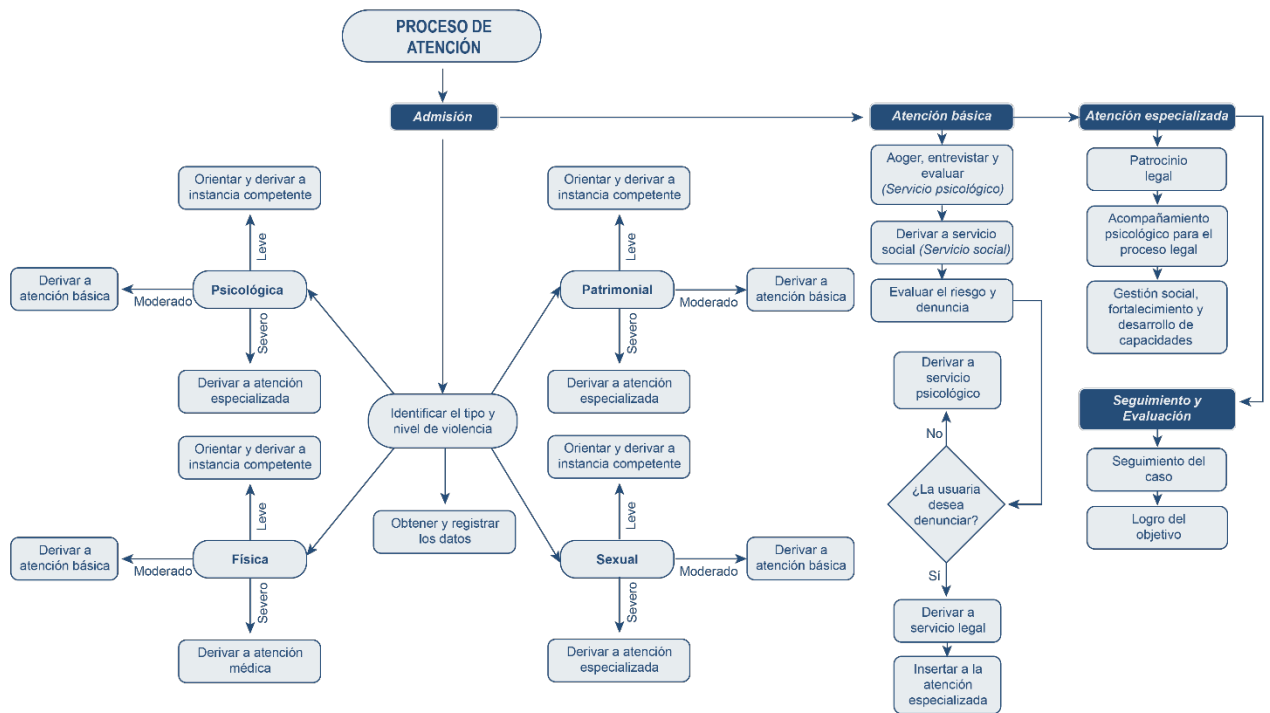 PROCESO DE
ATENCIÓN
Admisión
Atención básica
Atención especializada
Orientar y derivar a
instancia competente
Leve
Derivar a
atención básica
Moderado
Psicológica
Severo
Derivar a atención
especializada
Orientar y derivar a
instancia competente
Leve
Patrimonial
Moderado
Derivar a
atención básica
Severo
Derivar a atención
especializada
Identificar el tipo y
nivel de violencia
Obtener y registrar
los datos
Orientar y derivar a
instancia competente
Leve
Derivar a
atención básica
Moderado
Física
Severo
Derivar a atención
médica
Orientar y derivar a
instancia competente
Leve
Sexual
Moderado
Derivar a
atención básica
Severo
Derivar a atención
especializada
Aoger, entrevistar y
evaluar
(Servicio psicológico)
Derivar a servicio
social (Servicio social)
Evaluar el riesgo y
denuncia
Derivar a
servicio
psicológico
No
¿La usuaria
desea
denunciar?
Sí
Derivar a
servicio legal
Insertar a la
atención
especializada
Patrocinio
legal
Acompañamiento
psicológico para el
proceso legal
Gestión social,
fortalecimiento y
desarrollo de
capacidades
Seguimiento y
Evaluación
Seguimiento del
caso
Logro del
objetivo